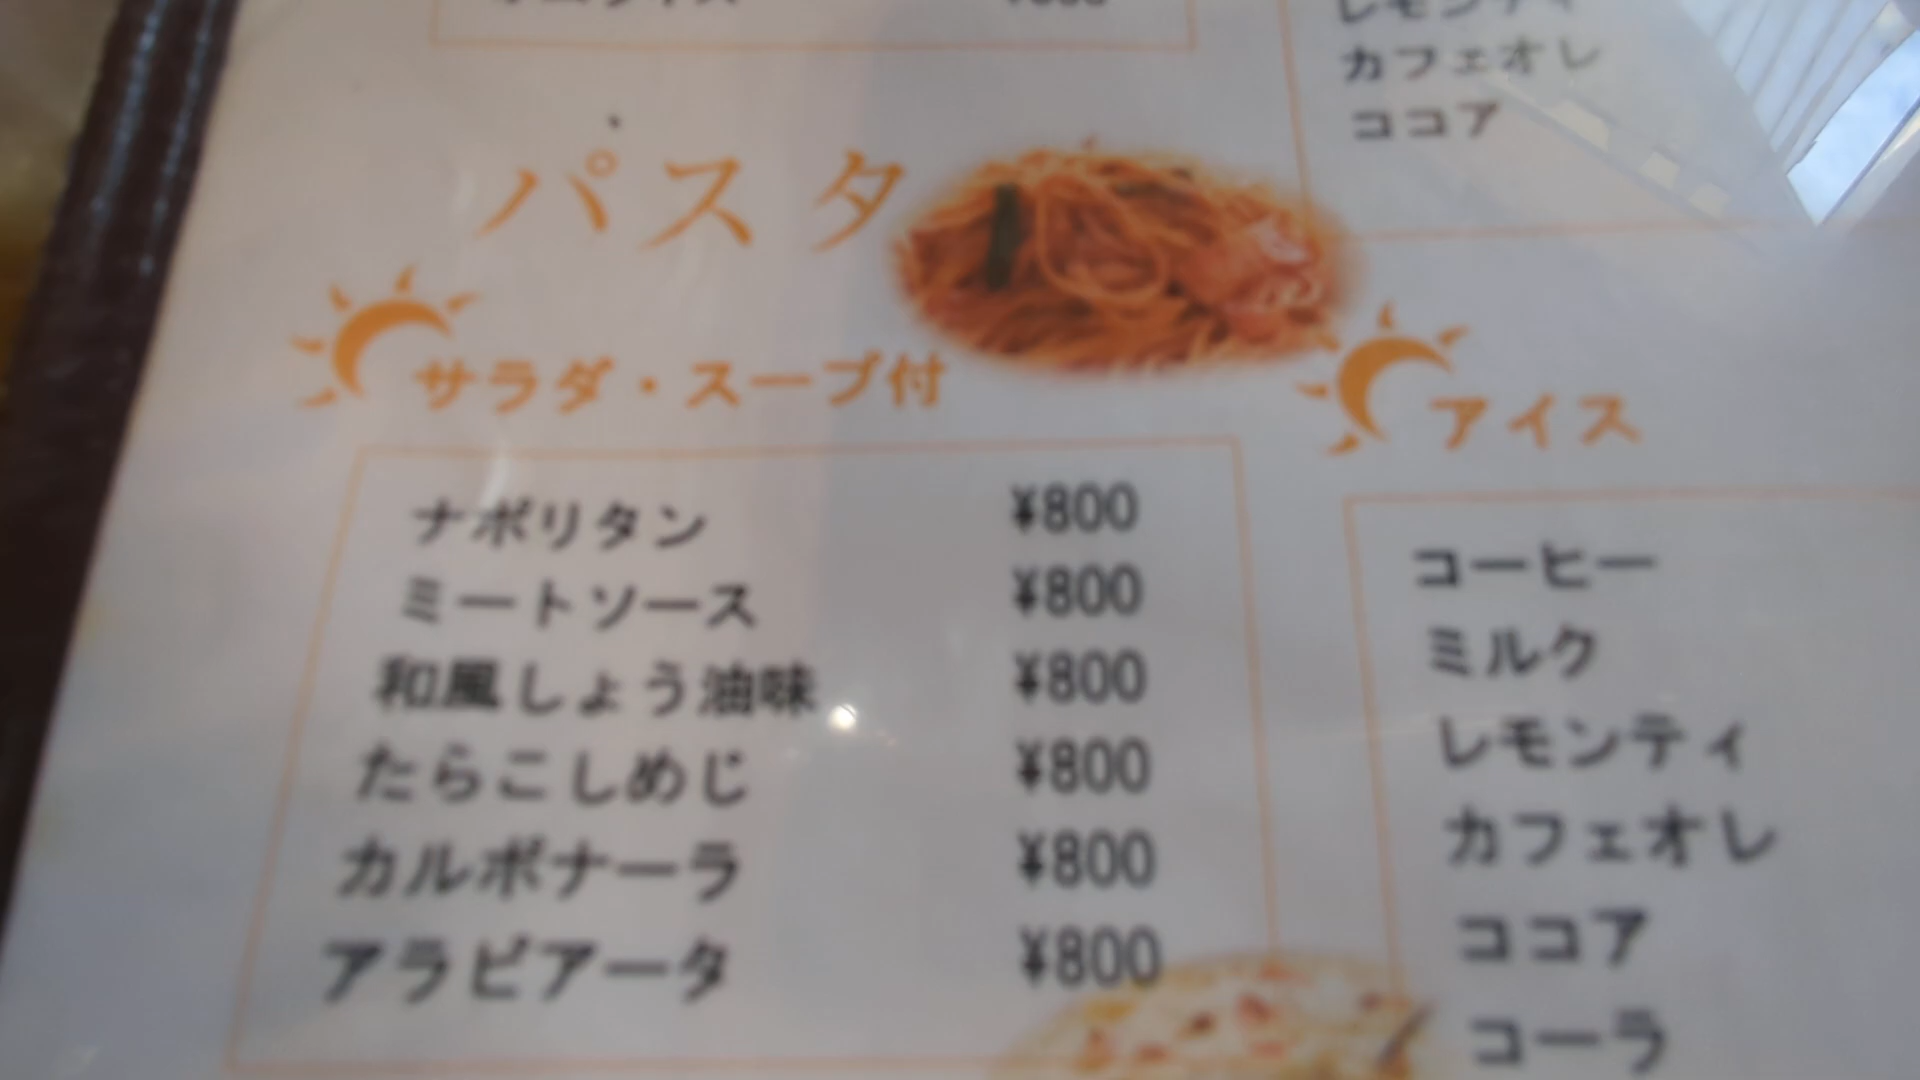 レモンティ
カフェオレ
ココア
パスタ
サラダ・スープ付
ナポリタン ¥800
ミートソース ¥800
和風しょう油味 ¥800
たらこしめじ ¥800
カルボナーラ ¥800
アラビアータ ¥800
アイス
コーヒー
ミルク
レモンティ
カフェオレ
ココア
コーラ